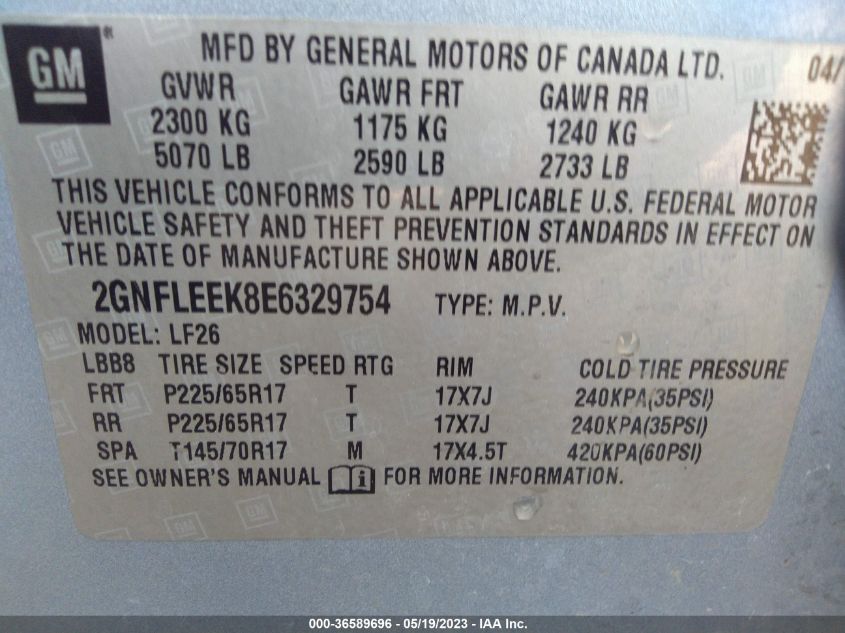 GM ®
MFD BY GENERAL MOTORS OF CANADA LTD. 04/
GVWR GAWR FRT GAWR RR
2300 KG 1175 KG 1240 KG
5070 LB 2590 LB 2733 LB
THIS VEHICLE CONFORMS TO ALL APPLICABLE U.S. FEDERAL MOTOR
VEHICLE SAFETY AND THEFT PREVENTION STANDARDS IN EFFECT ON
THE DATE OF MANUFACTURE SHOWN ABOVE.
2GNFLEEK8E6329754 TYPE: M.P.V.
MODEL: LF26
LBB8 TIRE SIZE SPEED RTG RIM COLD TIRE PRESSURE
FRT P225/65R17 T 17X7J 240KPA(35PSI)
RR P225/65R17 T 17X7J 240KPA(35PSI)
SPA T145/70R17 M 17X4.5T 420KPA(60PSI)
SEE OWNER'S MANUAL FOR MORE INFORMATION.
000-36589696 - 05/19/2023 - IAA Inc.